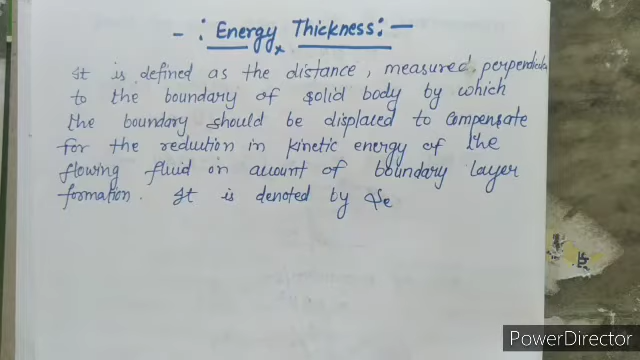 - : Energy Thickness: -
It is defined as the distance, measured perpendicular
to the boundary of solid body by which
the boundary should be displaced to compensate
for the reduction in kinetic energy of the
flowing fluid on account of boundary layer
formation. It is denoted by δe
PowerDirector